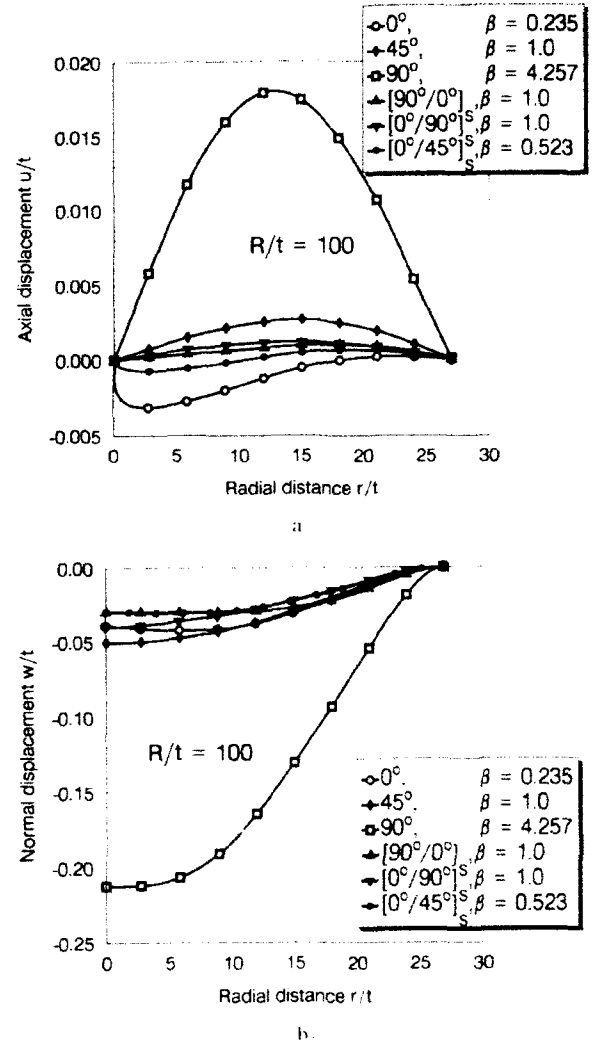 0°, β = 0.235
45°, β = 1.0
90°, β = 4.257
[90°/0°]S, β = 1.0
[0°/90°]S, β = 1.0
[0°/45°]S, β = 0.523
0.020
0.015
0.010
0.005
0.000
-0.005
Axial displacement u/t
R/t = 100
0 5 10 15 20 25 30
Radial distance r/t
a
0.00
-0.05
-0.10
-0.15
-0.20
-0.25
Normal displacement w/t
R/t = 100
0°, β = 0.235
45°, β = 1.0
90°, β = 4.257
[90°/0°]S, β = 1.0
[0°/90°]S, β = 1.0
[0°/45°]S, β = 0.523
0 5 10 15 20 25 30
Radial distance r/t
b.